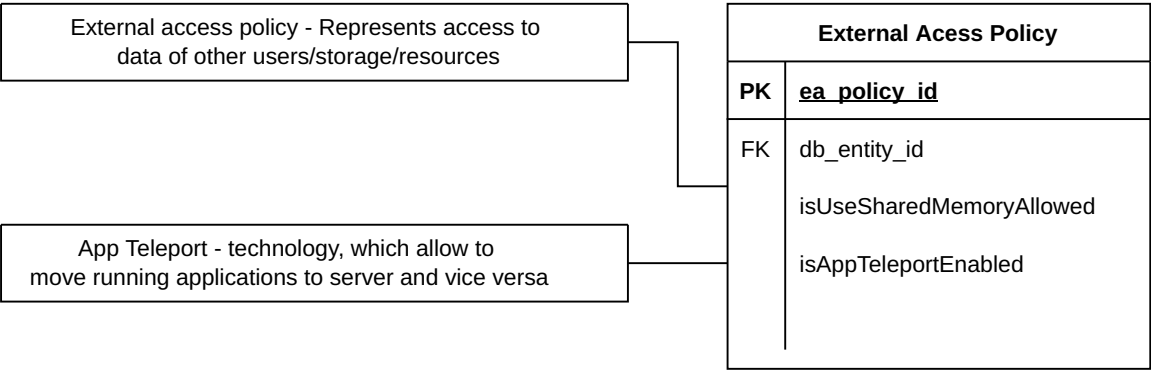 External access policy - Represents access to
data of other users/storage/resources
App Teleport - technology, which allow to
move running applications to server and vice versa
External Acess Policy
PK ea_policy_id
FK db_entity_id
isUseSharedMemoryAllowed
isAppTeleportEnabled